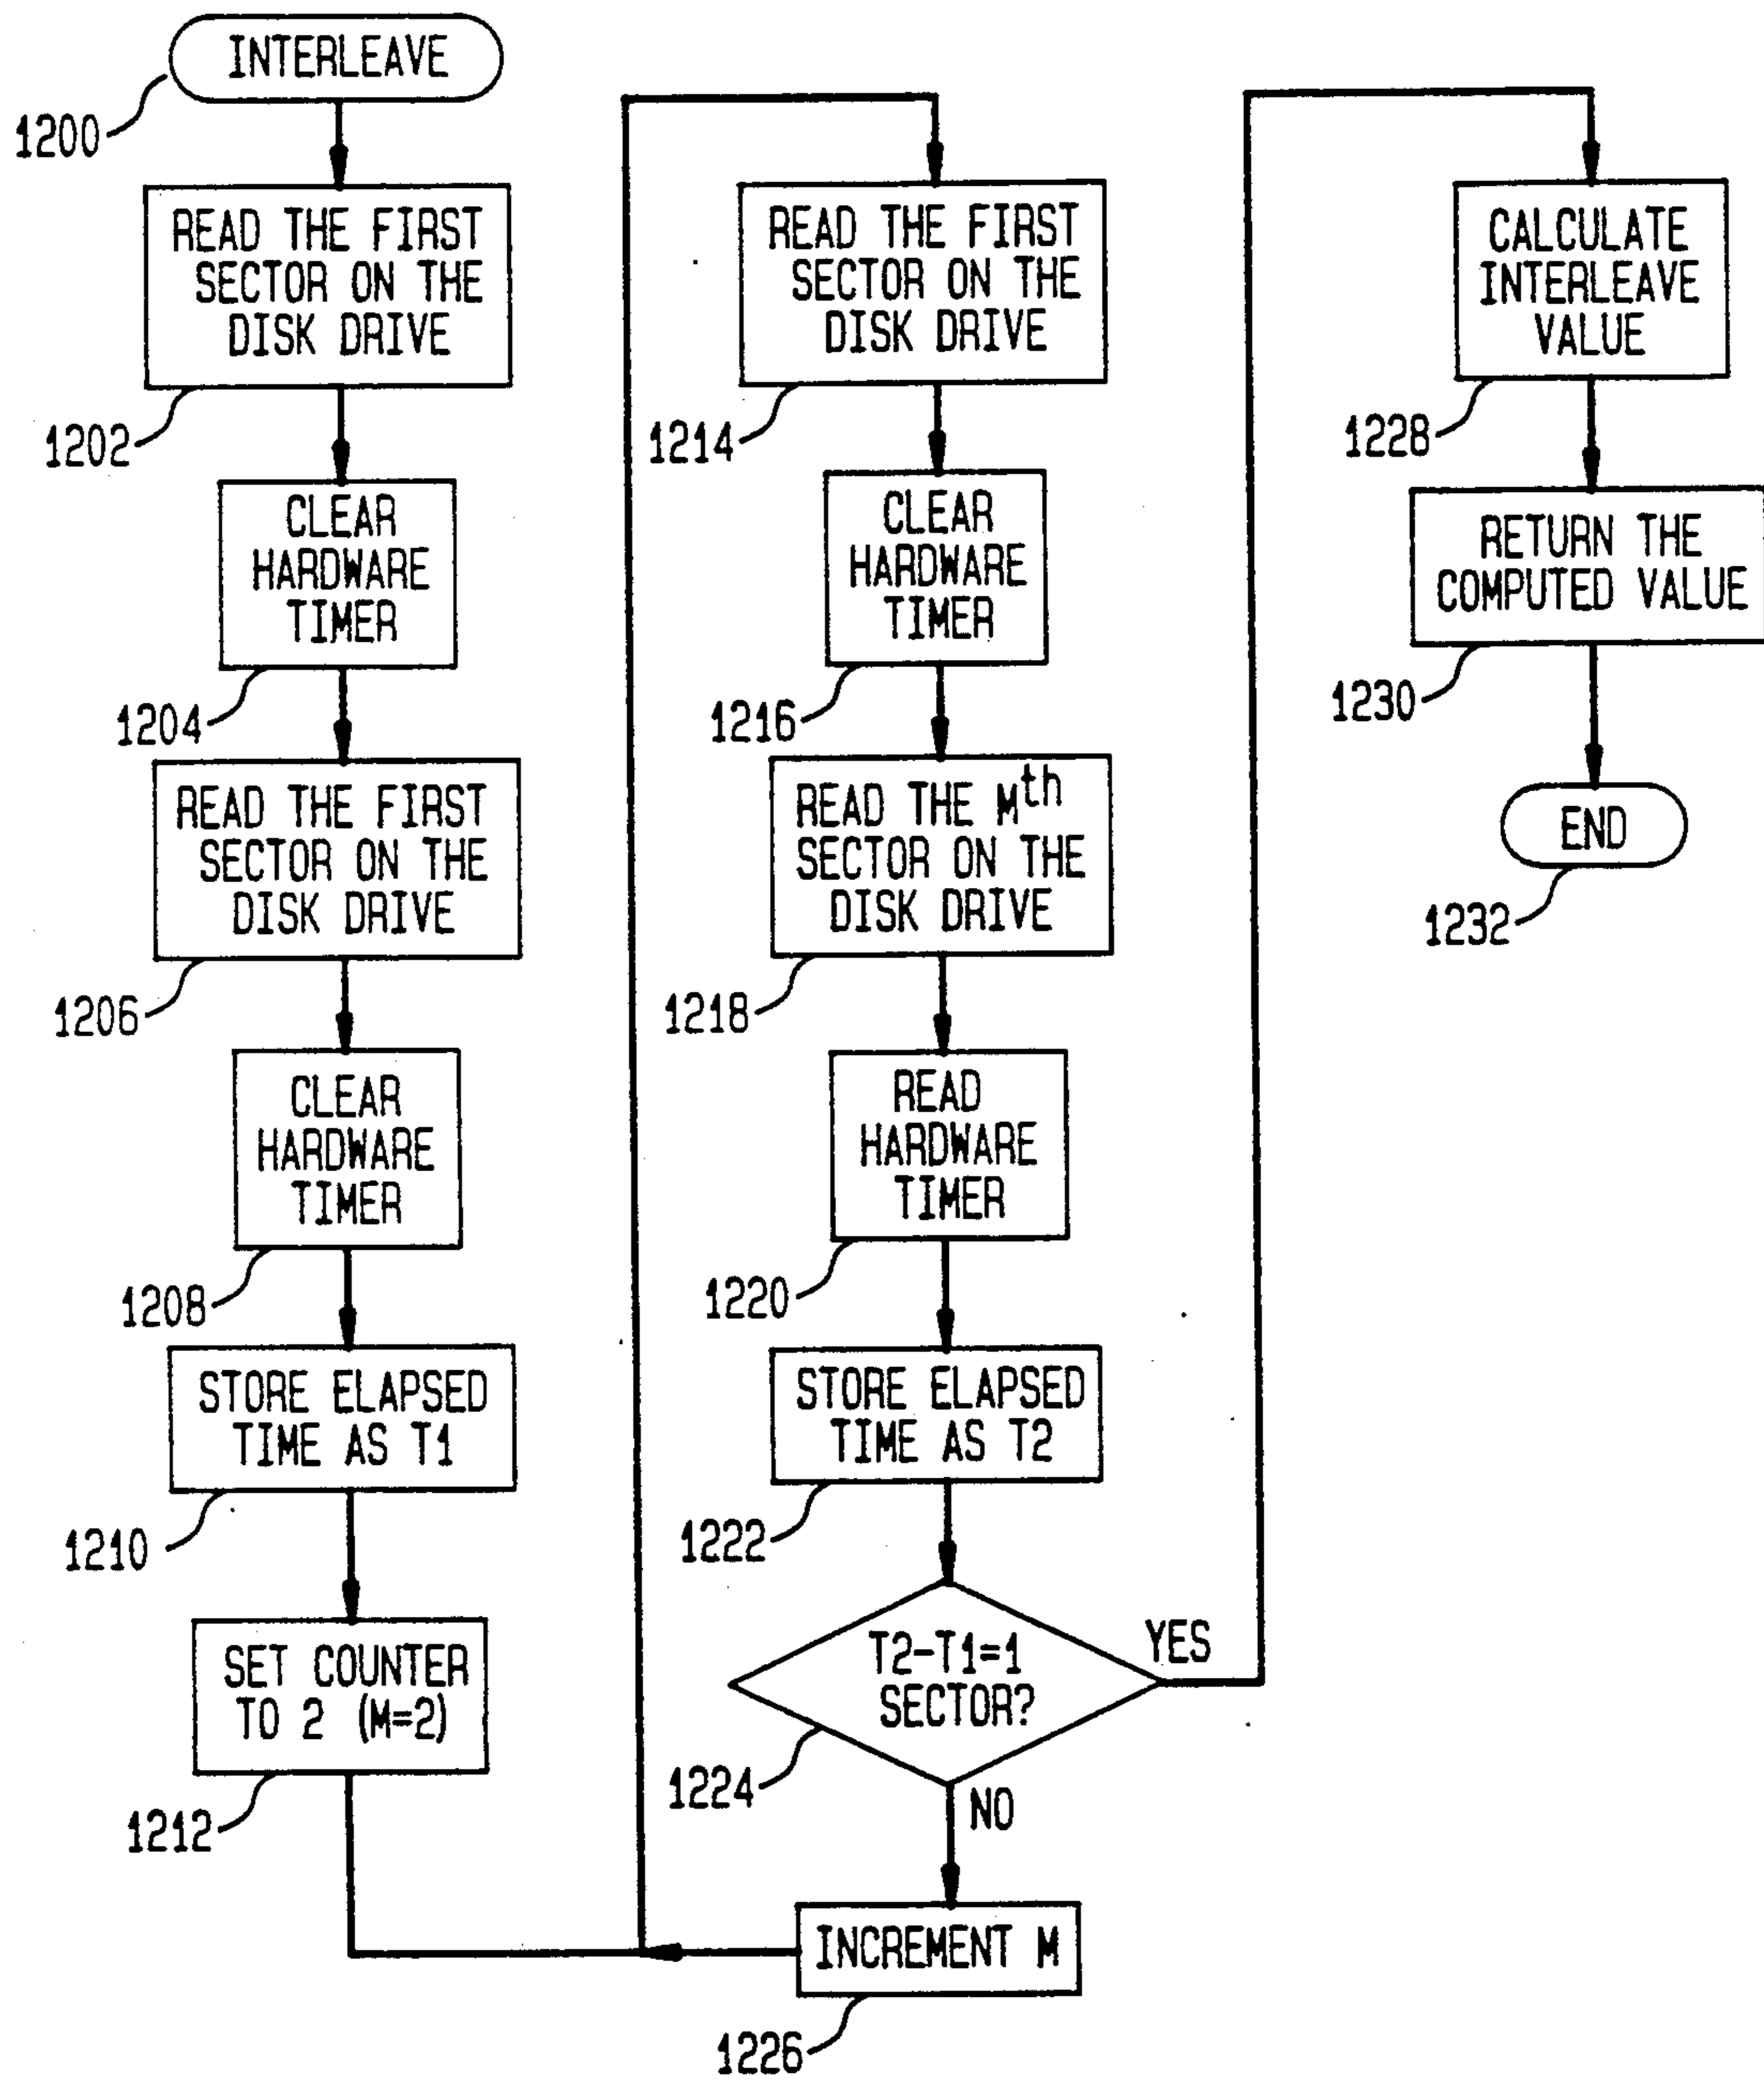 INTERLEAVE
1200
READ THE FIRST
SECTOR ON THE
DISK DRIVE
1202
CLEAR
HARDWARE
TIMER
1204
READ THE FIRST
SECTOR ON THE
DISK DRIVE
1206
CLEAR
HARDWARE
TIMER
1208
STORE ELAPSED
TIME AS T1
1210
SET COUNTER
TO 2 (M=2)
1212
READ THE FIRST
SECTOR ON THE
DISK DRIVE
1214
CLEAR
HARDWARE
TIMER
1216
READ THE Mth
SECTOR ON THE
DISK DRIVE
1218
READ
HARDWARE
TIMER
1220
STORE ELAPSED
TIME AS T2
1222
T2-T1=1
SECTOR?
YES
1224
NO
INCREMENT M
1226
CALCULATE
INTERLEAVE
VALUE
1228
RETURN THE
COMPUTED VALUE
1230
END
1232